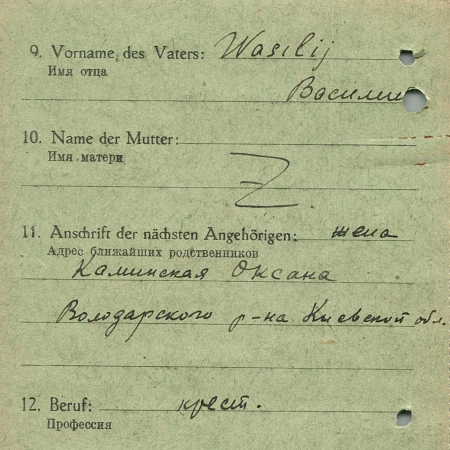 9. Vorname des Vaters: Wasilij
Имя отца
Василий
10. Name der Mutter:
Имя матери
11. Anschrift der nächsten Angehörigen: жена
Адрес ближайших родственников
Каминская Оксана
Володарского р-на Киевской обл.
12. Beruf: крест.
Профессия